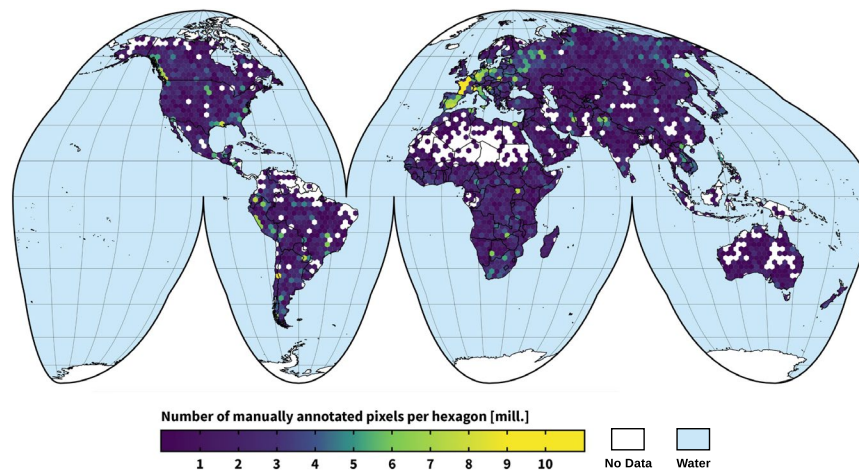 Number of manually annotated pixels per hexagon [mill.]
1 2 3 4 5 6 7 8 9 10
No Data
Water